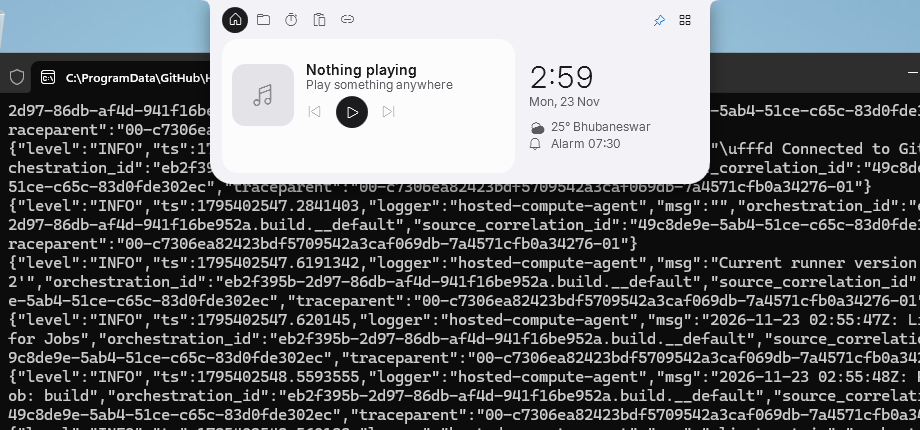 C:\ProgramData\GitHub\H
Nothing playing
Play something anywhere
2:59
Mon, 23 Nov
25° Bhubaneswar
Alarm 07:30
2d97-86db-af4d-941f16be -5ab4-51ce-c65c-83d0fde
raceparent":"00-c7306ea
{"level":"INFO","ts":17 "\ufffd Connected to Git
chestration_id":"eb2f39 _correlation_id":"49c8de
51ce-c65c-83d0fde302ec","traceparent":"00-c7306ea82423bdf5709542a3caf069db-7a4571cfb0a34276-01"}
{"level":"INFO","ts":1795402547.2841403,"logger":"hosted-compute-agent","msg":"","orchestration_id":"
2d97-86db-af4d-941f16be952a.build.__default","source_correlation_id":"49c8de9e-5ab4-51ce-c65c-83d0fde
raceparent":"00-c7306ea82423bdf5709542a3caf069db-7a4571cfb0a34276-01"}
{"level":"INFO","ts":1795402547.6191342,"logger":"hosted-compute-agent","msg":"Current runner version
2'","orchestration_id":"eb2f395b-2d97-86db-af4d-941f16be952a.build.__default","source_correlation_id"
e-5ab4-51ce-c65c-83d0fde302ec","traceparent":"00-c7306ea82423bdf5709542a3caf069db-7a4571cfb0a34276-01"
{"level":"INFO","ts":1795402547.620145,"logger":"hosted-compute-agent","msg":"2026-11-23 02:55:47Z: Li
for Jobs","orchestration_id":"eb2f395b-2d97-86db-af4d-941f16be952a.build.__default","source_correlatio
9c8de9e-5ab4-51ce-c65c-83d0fde302ec","traceparent":"00-c7306ea82423bdf5709542a3caf069db-7a4571cfb0a342
{"level":"INFO","ts":1795402548.5593555,"logger":"hosted-compute-agent","msg":"2026-11-23 02:55:48Z:
ob: build","orchestration_id":"eb2f395b-2d97-86db-af4d-941f16be952a.build.__default","source_correlati
49c8de9e-5ab4-51ce-c65c-83d0fde302ec","traceparent":"00-c7306ea82423bdf5709542a3caf069db-7a4571cfb0a34